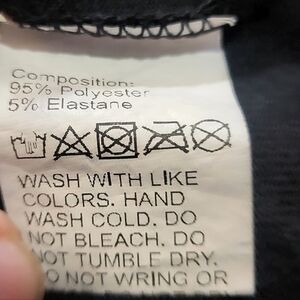 Composition:
95% Polyester
5% Elastane
WASH WITH LIKE
COLORS. HAND
WASH COLD. DO
NOT BLEACH. DO
NOT TUMBLE DRY.
DO NOT WRING OR